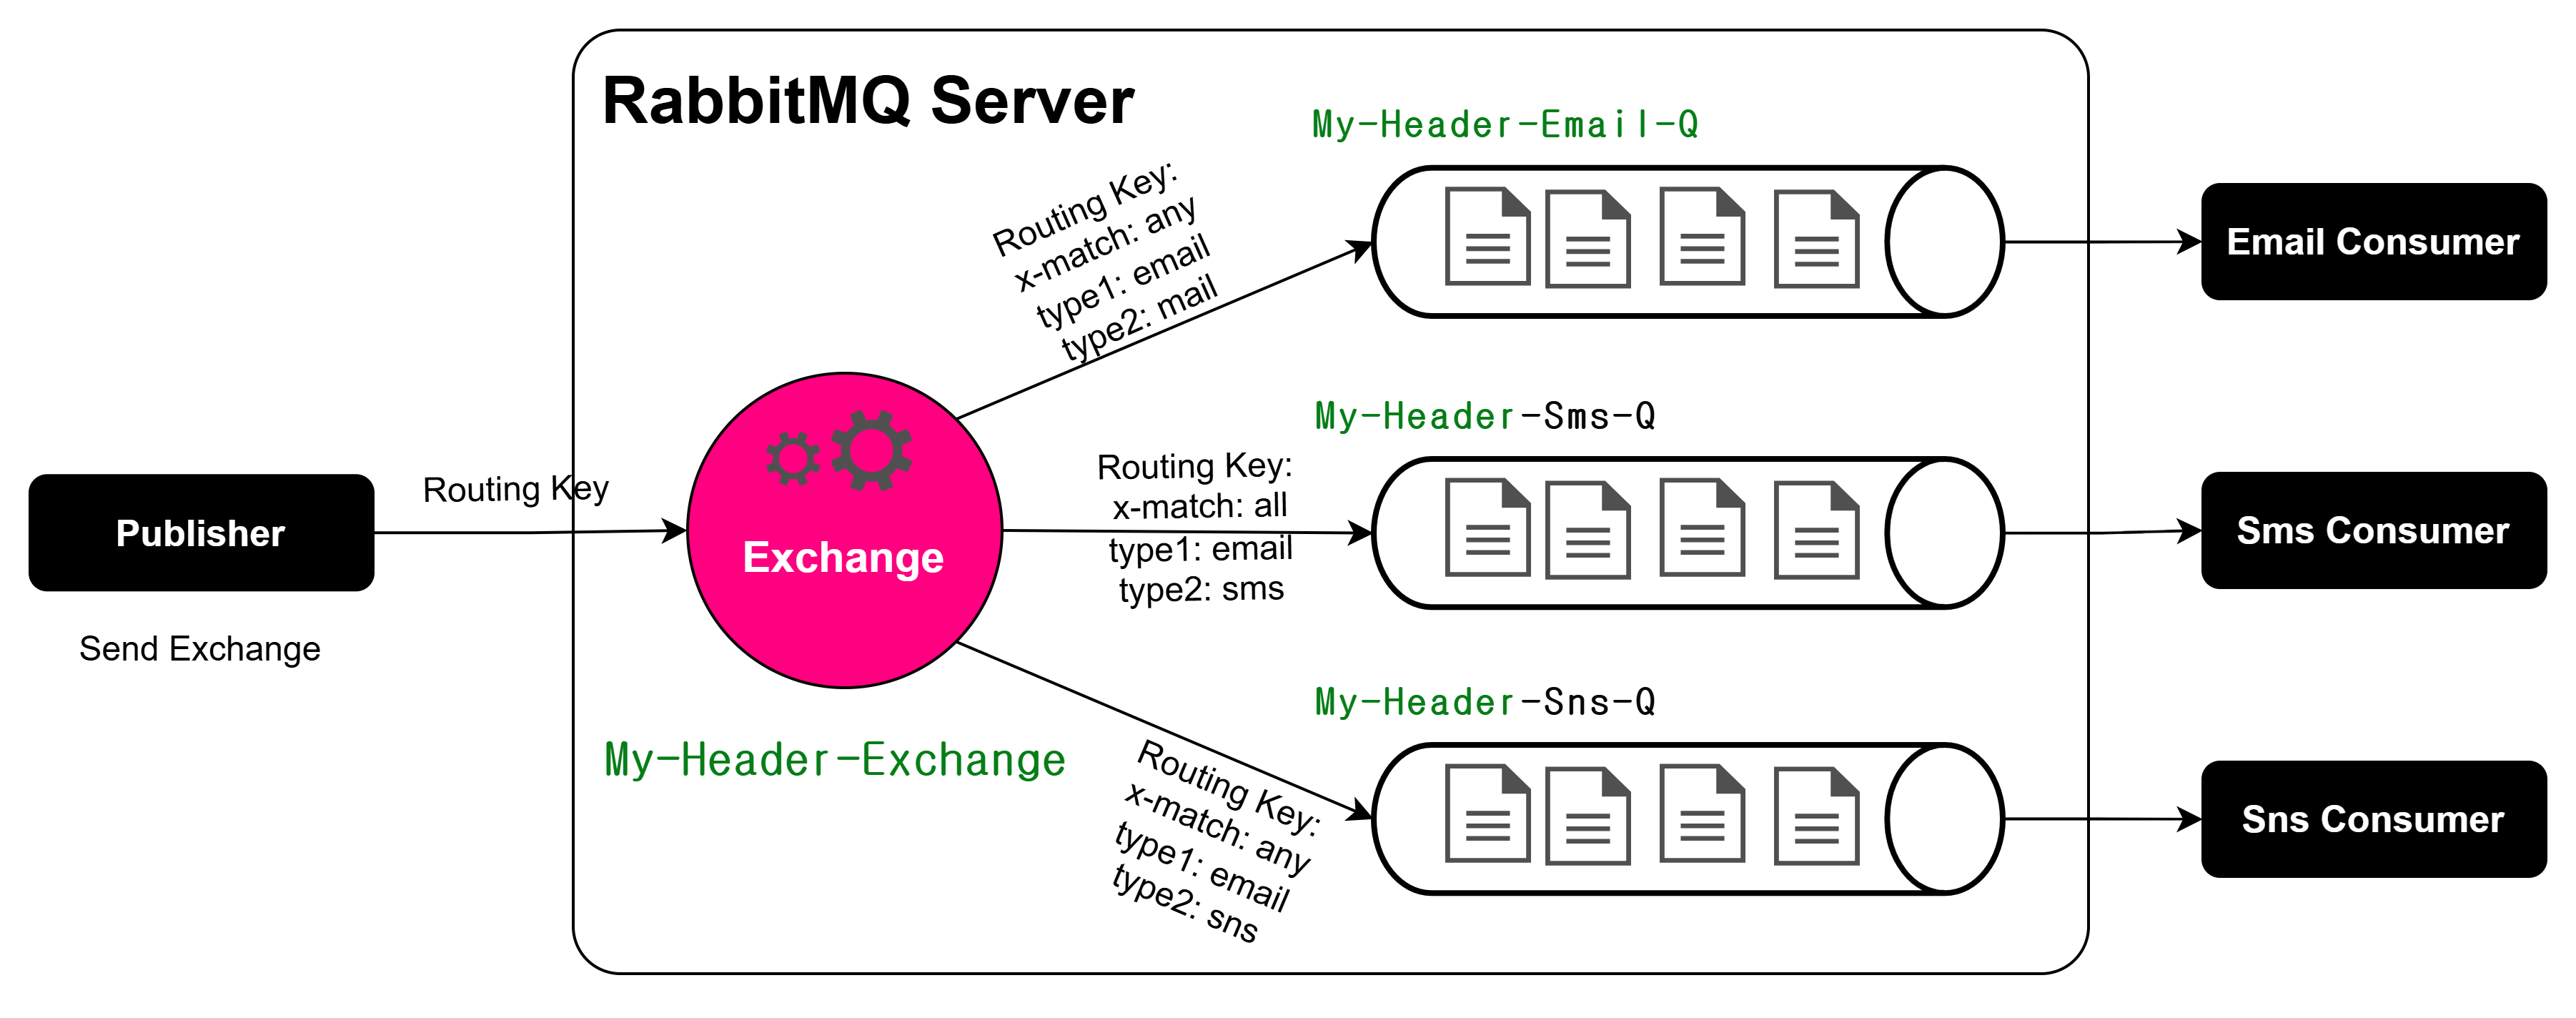 RabbitMQ Server
My-Header-Email-Q
Routing Key:
x-match: any
type1: email
type2: mail
Email Consumer
My-Header-Sms-Q
Routing Key:
x-match: all
type1: email
type2: sms
Sms Consumer
Routing Key
Publisher
Send Exchange
Exchange
My-Header-Exchange
My-Header-Sns-Q
Routing Key:
x-match: any
type1: email
type2: sns
Sns Consumer